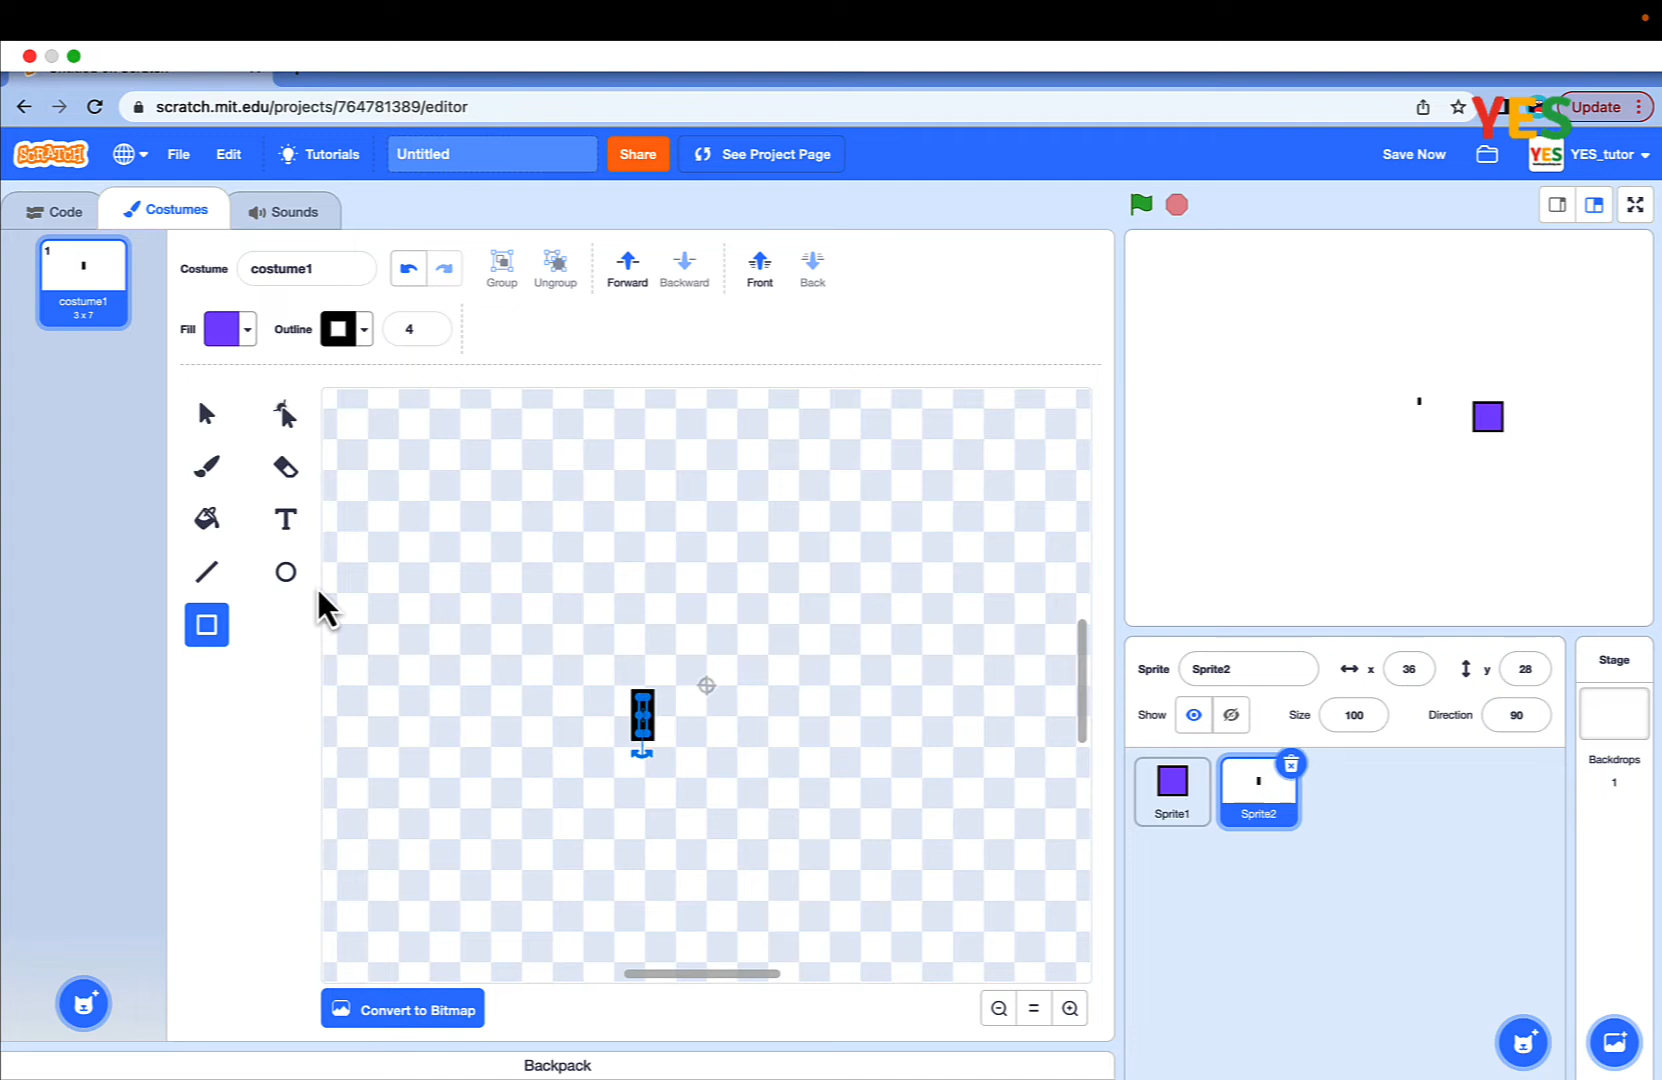 scratch.mit.edu/projects/764781389/editor
Update
YES
SCRATCH
File
Edit
Tutorials
Untitled
Share
See Project Page
Save Now
YES
YES_tutor
Code
Costumes
Sounds
1
costume1
3 x 7
Costume
costume1
Group
Ungroup
Forward
Backward
Front
Back
Fill
Outline
4
T
Convert to Bitmap
Backpack
Sprite
Sprite2
x
36
y
28
Show
Size
100
Direction
90
Sprite1
Sprite2
Stage
Backdrops
1